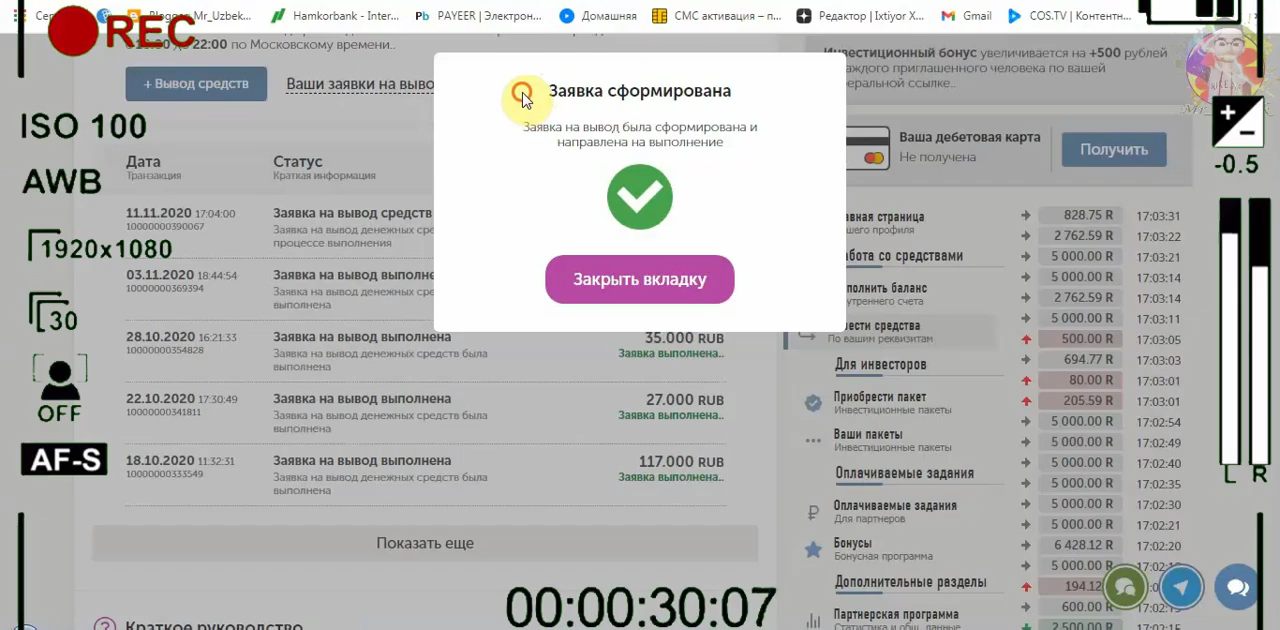 Hamkorbank - Inter...
PAYEER | Электрон...
Домашняя
СМС активация – п...
Редактор | Ixtiyor X...
Gmail
COS.TV | Контентн...
REC
22:00 по Московскому времени..
+ Вывод средств
Ваши заявки на выво
ISO 100
AWB
1920x1080
30
OFF
AF-S
Дата
Транзакция
Статус
Краткая информация
11.11.2020 17:04:00
10000000390067
Заявка на вывод средств
Заявка на вывод денежных сре
процессе выполнения
03.11.2020 18:44:54
10000000369394
Заявка на вывод выполне
Заявка на вывод денежных сре
выполнена
28.10.2020 16:21:33
10000000354828
Заявка на вывод выполнена
Заявка на вывод денежных средств была
выполнена
35.000 RUB
Заявка выполнена..
22.10.2020 17:30:49
10000000341811
Заявка на вывод выполнена
Заявка на вывод денежных средств была
выполнена
27.000 RUB
Заявка выполнена..
18.10.2020 11:32:31
10000000333549
Заявка на вывод выполнена
Заявка на вывод денежных средств была
выполнена
117.000 RUB
Заявка выполнена..
Показать еще
Краткое руководство
00:00:30:07
Заявка сформирована
Заявка на вывод была сформирована и
направлена на выполнение
Закрыть вкладку
Инвестиционный бонус увеличивается на +500 рублей
каждого приглашенного человека по вашей
еральной ссылке..
Ваша дебетовая карта
Не получена
Получить
-0.5
L R
авная страница
шего профиля
бота со средствами
полнить баланс
утреннего счета
ести средства
По вашим реквизитам
Для инвесторов
Приобрести пакет
Инвестиционные пакеты
Ваши пакеты
Инвестиционные пакеты
Оплачиваемые задания
Оплачиваемые задания
Для партнеров
Бонусы
Бонусная программа
Дополнительные разделы
Партнерская программа
828.75 R 17:03:31
2 762.59 R 17:03:22
5 000.00 R 17:03:21
5 000.00 R 17:03:14
2 762.59 R 17:03:14
5 000.00 R 17:03:11
500.00 R 17:03:05
694.77 R 17:03:03
80.00 R 17:03:01
205.59 R 17:03:01
5 000.00 R 17:02:54
5 000.00 R 17:02:49
5 000.00 R 17:02:40
5 000.00 R 17:02:35
5 000.00 R 17:02:30
5 000.00 R 17:02:21
6 428.12 R 17:02:20
5 000.00 R
194.12
600.00 R
2 500.00 R